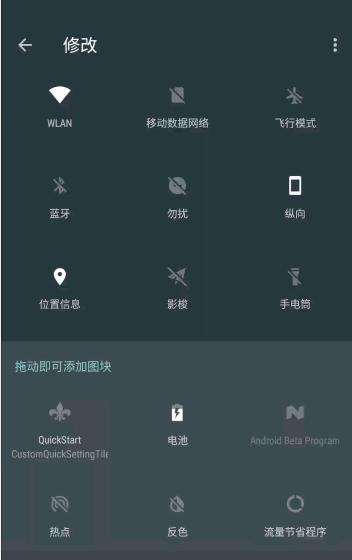 修改
WLAN
移动数据网络
飞行模式
蓝牙
勿扰
纵向
位置信息
影梭
手电筒
拖动即可添加图块
QuickStart
CustomQuickSettingTile
电池
Android Beta Program
热点
反色
流量节省程序